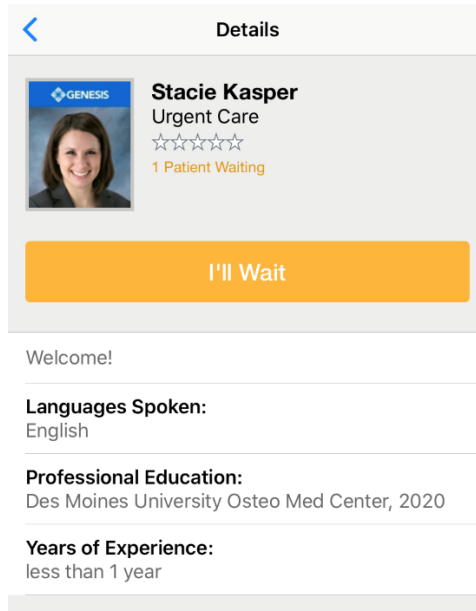 Details
GENESIS
Stacie Kasper
Urgent Care
1 Patient Waiting
I'll Wait
Welcome!
Languages Spoken:
English
Professional Education:
Des Moines University Osteo Med Center, 2020
Years of Experience:
less than 1 year